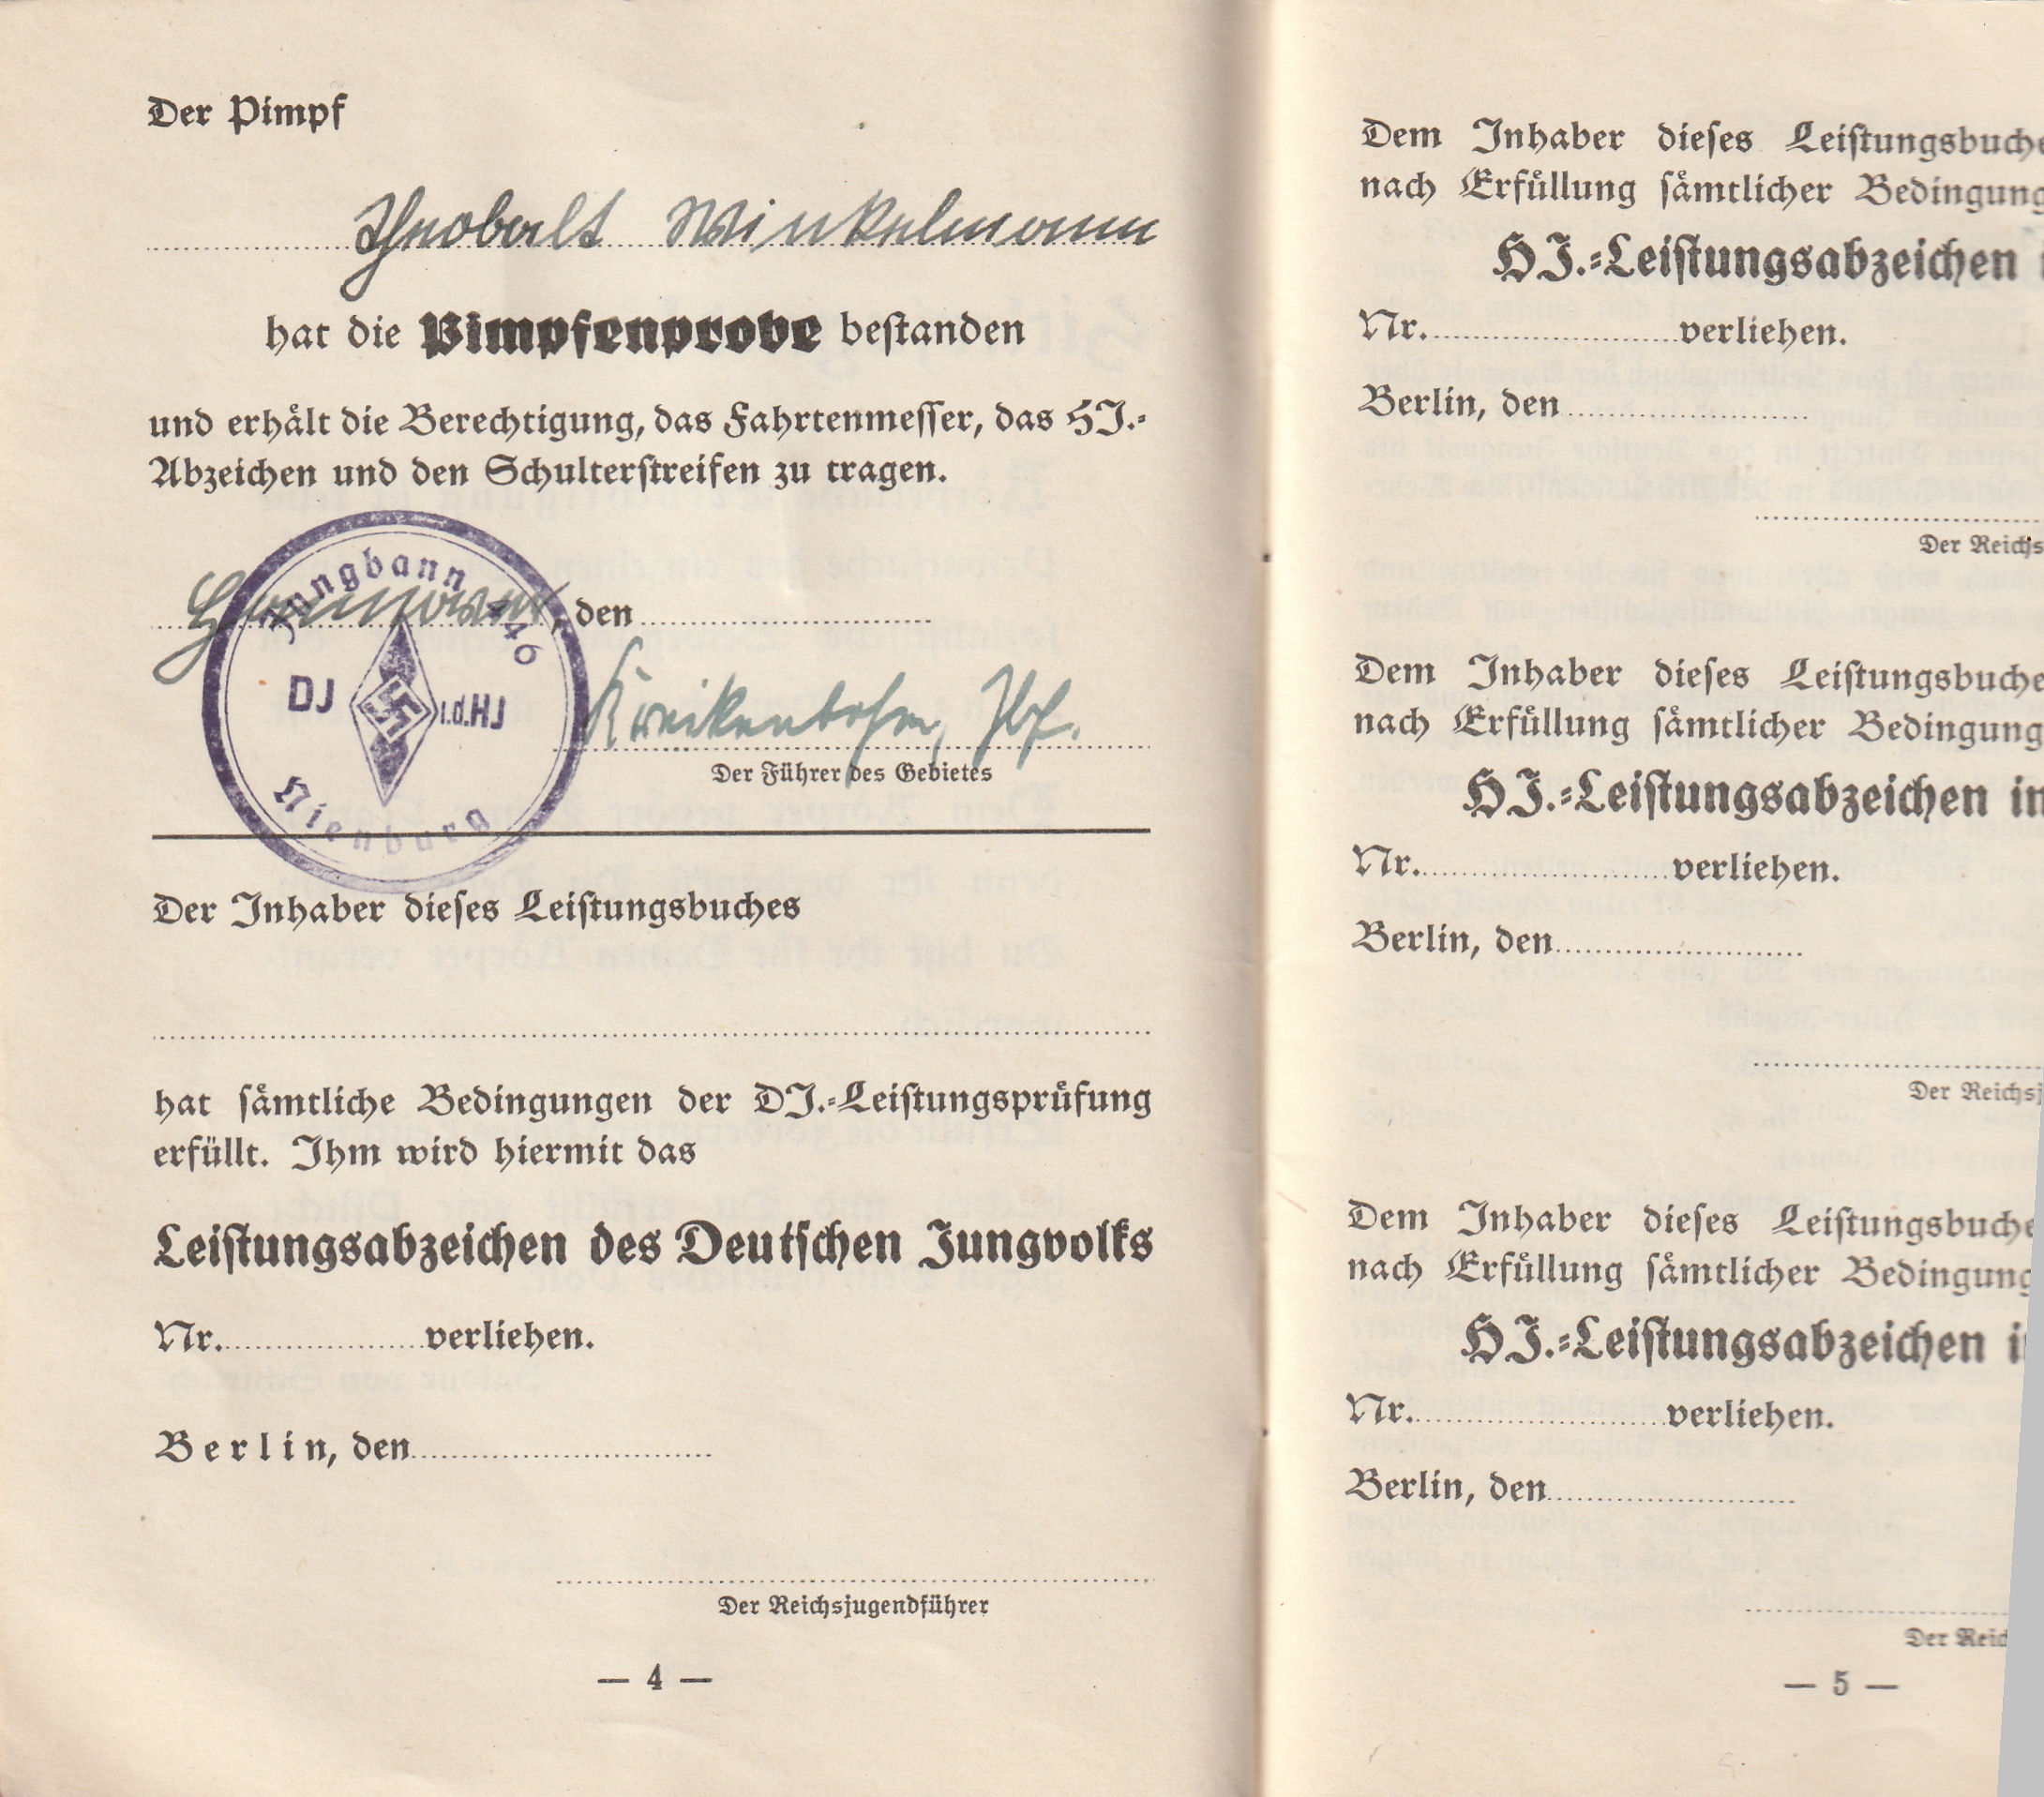 Der Pimpf
Theobald Winkelmann
hat die Pimpfenprobe bestanden
und erhält die Berechtigung, das Fahrtenmesser, das HJ.-
Abzeichen und den Schulterstreifen zu tragen.
den
Jungbann
DJ i.d.HJ
Nienburg
Der Führer des Gebietes
Der Inhaber dieses Leistungsbuches
hat sämtliche Bedingungen der DJ.-Leistungsprüfung
erfüllt. Ihm wird hiermit das
Leistungsabzeichen des Deutschen Jungvolks
Nr. verliehen.
Berlin, den
Der Reichsjugendführer
— 4 —
Dem Inhaber dieses Leistungsbuche
nach Erfüllung sämtlicher Bedingung
HJ.-Leistungsabzeichen i
Nr. verliehen.
Berlin, den
Der Reichs
Dem Inhaber dieses Leistungsbuche
nach Erfüllung sämtlicher Bedingung
HJ.-Leistungsabzeichen in
Nr. verliehen.
Berlin, den
Der Reichsj
Dem Inhaber dieses Leistungsbuche
nach Erfüllung sämtlicher Bedingung
HJ.-Leistungsabzeichen i
Nr. verliehen.
Berlin, den
Der Reic
— 5 —